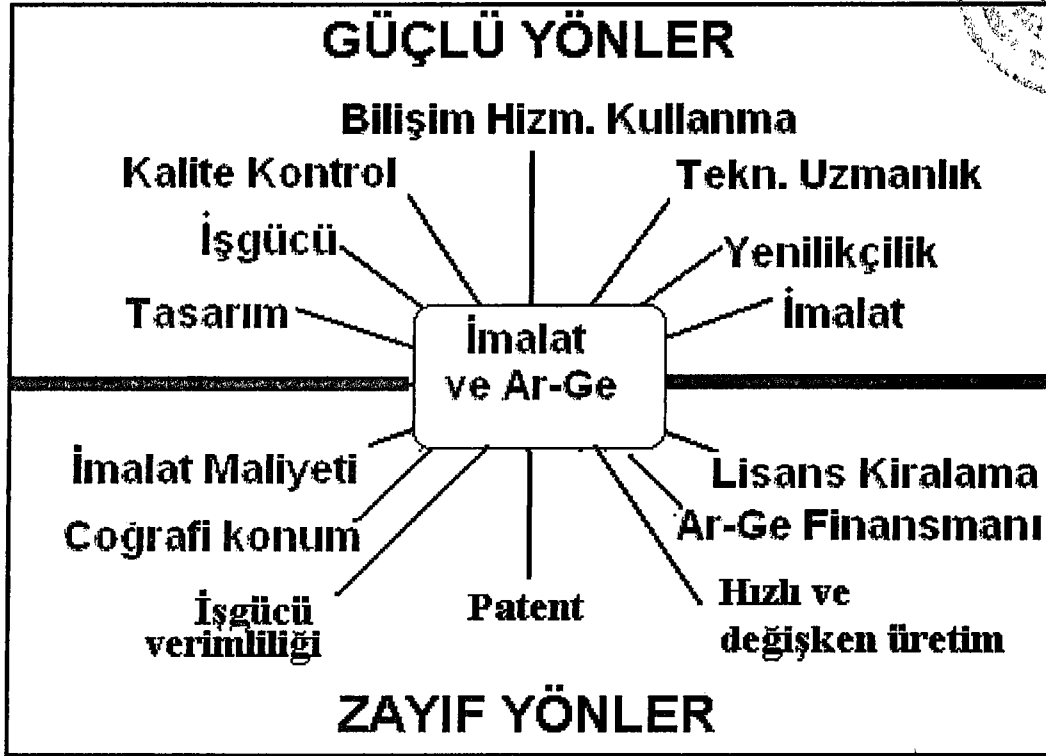 GÜÇLÜ YÖNLER
Bilişim Hizm. Kullanma
Kalite Kontrol
Tekn. Uzmanlık
İşgücü
Yenilikçilik
Tasarım
İmalat
İmalat
ve Ar-Ge
İmalat Maliyeti
Lisans Kiralama
Coğrafi konum
Ar-Ge Finansmanı
İşgücü
verimliliği
Patent
Hızlı ve
değişken üretim
ZAYIF YÖNLER